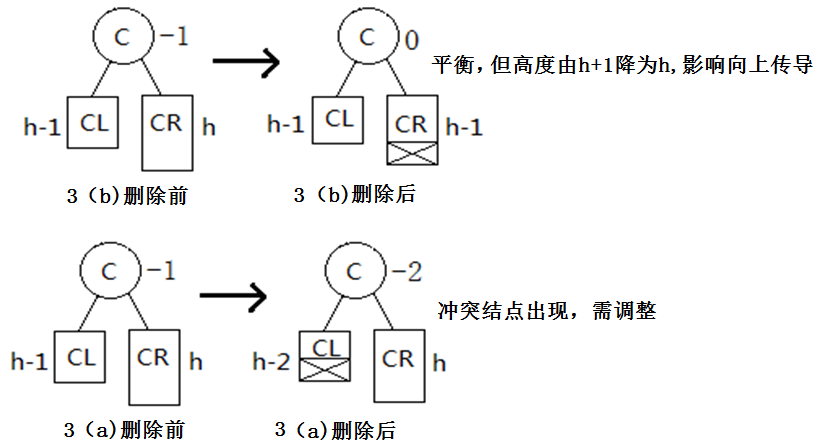 C -1 C 0 平衡，但高度由h+1降为h,影响向上传导
h-1 CL CR h h-1 CL CR h-1
3（b)删除前 3（b)删除后
C -1 C -2 冲突结点出现，需调整
h-1 CL CR h h-2 CL CR h
3（a)删除前 3（a)删除后